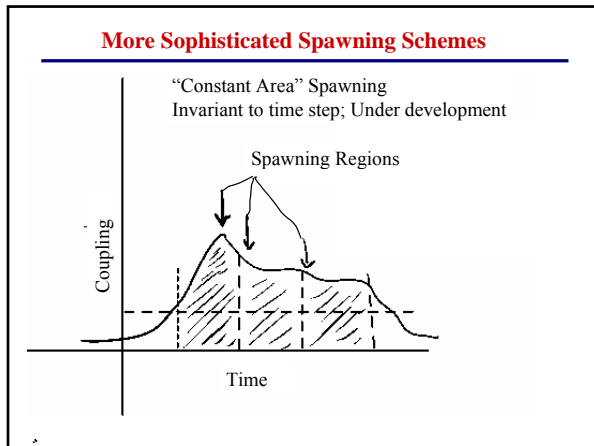 More Sophisticated Spawning Schemes
“Constant Area” Spawning
Invariant to time step; Under development
Spawning Regions
Coupling
Time